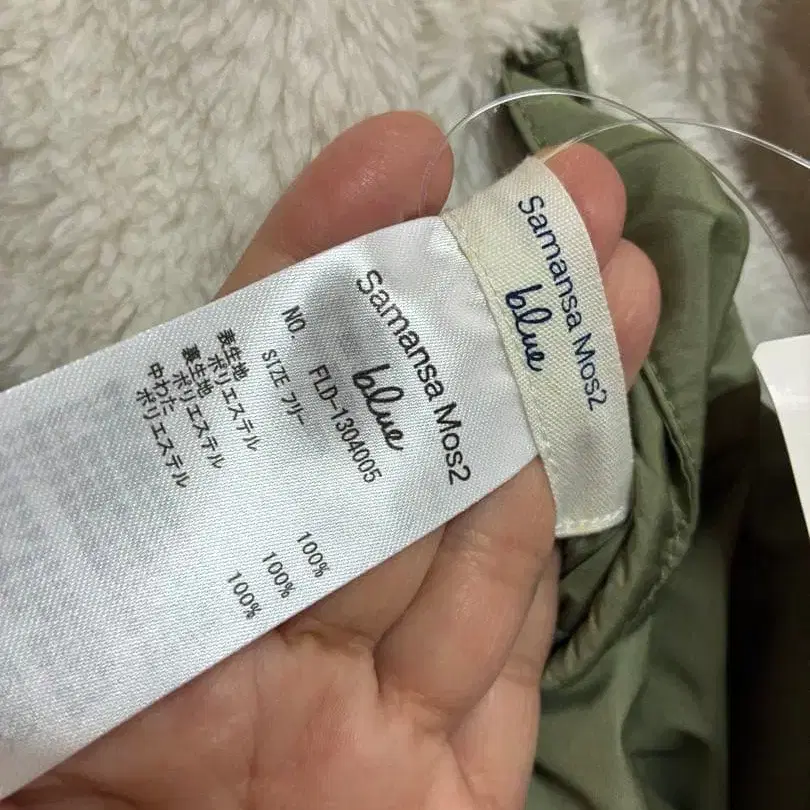 Samansa Mos2
blue
Samansa Mos2
blue
NO. FLD-1304005
SIZE フリー
表生地
ポリエステル 100%
裏生地
ポリエステル 100%
中わた
ポリエステル 100%